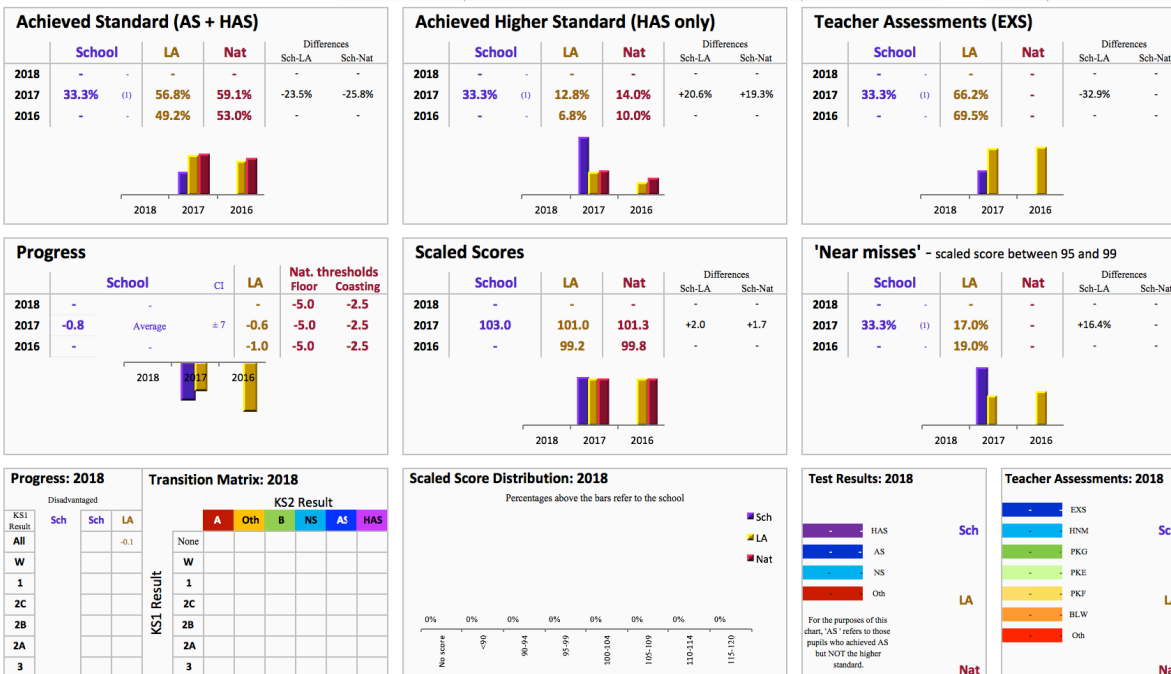 Achieved Standard (AS + HAS)
School LA Nat Differences
Sch-LA Sch-Nat
2018 - - - - - -
2017 33.3% (1) 56.8% 59.1% -23.5% -25.8%
2016 - - 49.2% 53.0% - -
2018 2017 2016
Achieved Higher Standard (HAS only)
School LA Nat Differences
Sch-LA Sch-Nat
2018 - - - - - -
2017 33.3% (1) 12.8% 14.0% +20.6% +19.3%
2016 - - 6.8% 10.0% - -
2018 2017 2016
Teacher Assessments (EXS)
School LA Nat Differences
Sch-LA Sch-Nat
2018 - - - - - -
2017 33.3% (1) 66.2% - -32.9% -
2016 - - 69.5% - - -
2018 2017 2016
Progress
School CI LA Nat. thresholds
Floor Coasting
2018 - - - -5.0 -2.5
2017 -0.8 Average ± 7 -0.6 -5.0 -2.5
2016 - - -1.0 -5.0 -2.5
2018 2017 2016
Scaled Scores
School LA Nat Differences
Sch-LA Sch-Nat
2018 - - - - -
2017 103.0 101.0 101.3 +2.0 +1.7
2016 - 99.2 99.8 - -
2018 2017 2016
'Near misses' - scaled score between 95 and 99
School LA Nat Differences
Sch-LA Sch-Nat
2018 - - - - - -
2017 33.3% (1) 17.0% - +16.4% -
2016 - - 19.0% - - -
2018 2017 2016
Progress: 2018
Disadvantaged
KS1 Result Sch Sch LA
All -0.1
W
1
2C
2B
2A
3
Transition Matrix: 2018
KS2 Result
A Oth B NS AS HAS
KS1 Result
None
W
1
2C
2B
2A
3
Scaled Score Distribution: 2018
Percentages above the bars refer to the school
Sch
LA
Nat
0% 0% 0% 0% 0% 0% 0% 0%
No score <90 90-94 95-99 100-104 105-109 110-114 115-120
Test Results: 2018
- - HAS
- - AS
- - NS
- - Oth
Sch
LA
Nat
For the purposes of this
chart, 'AS ' refers to those
pupils who achieved AS
but NOT the higher
standard.
Teacher Assessments: 2018
- - EXS
- - HNM
- - PKG
- - PKE
- - PKF
- - BLW
- - Oth